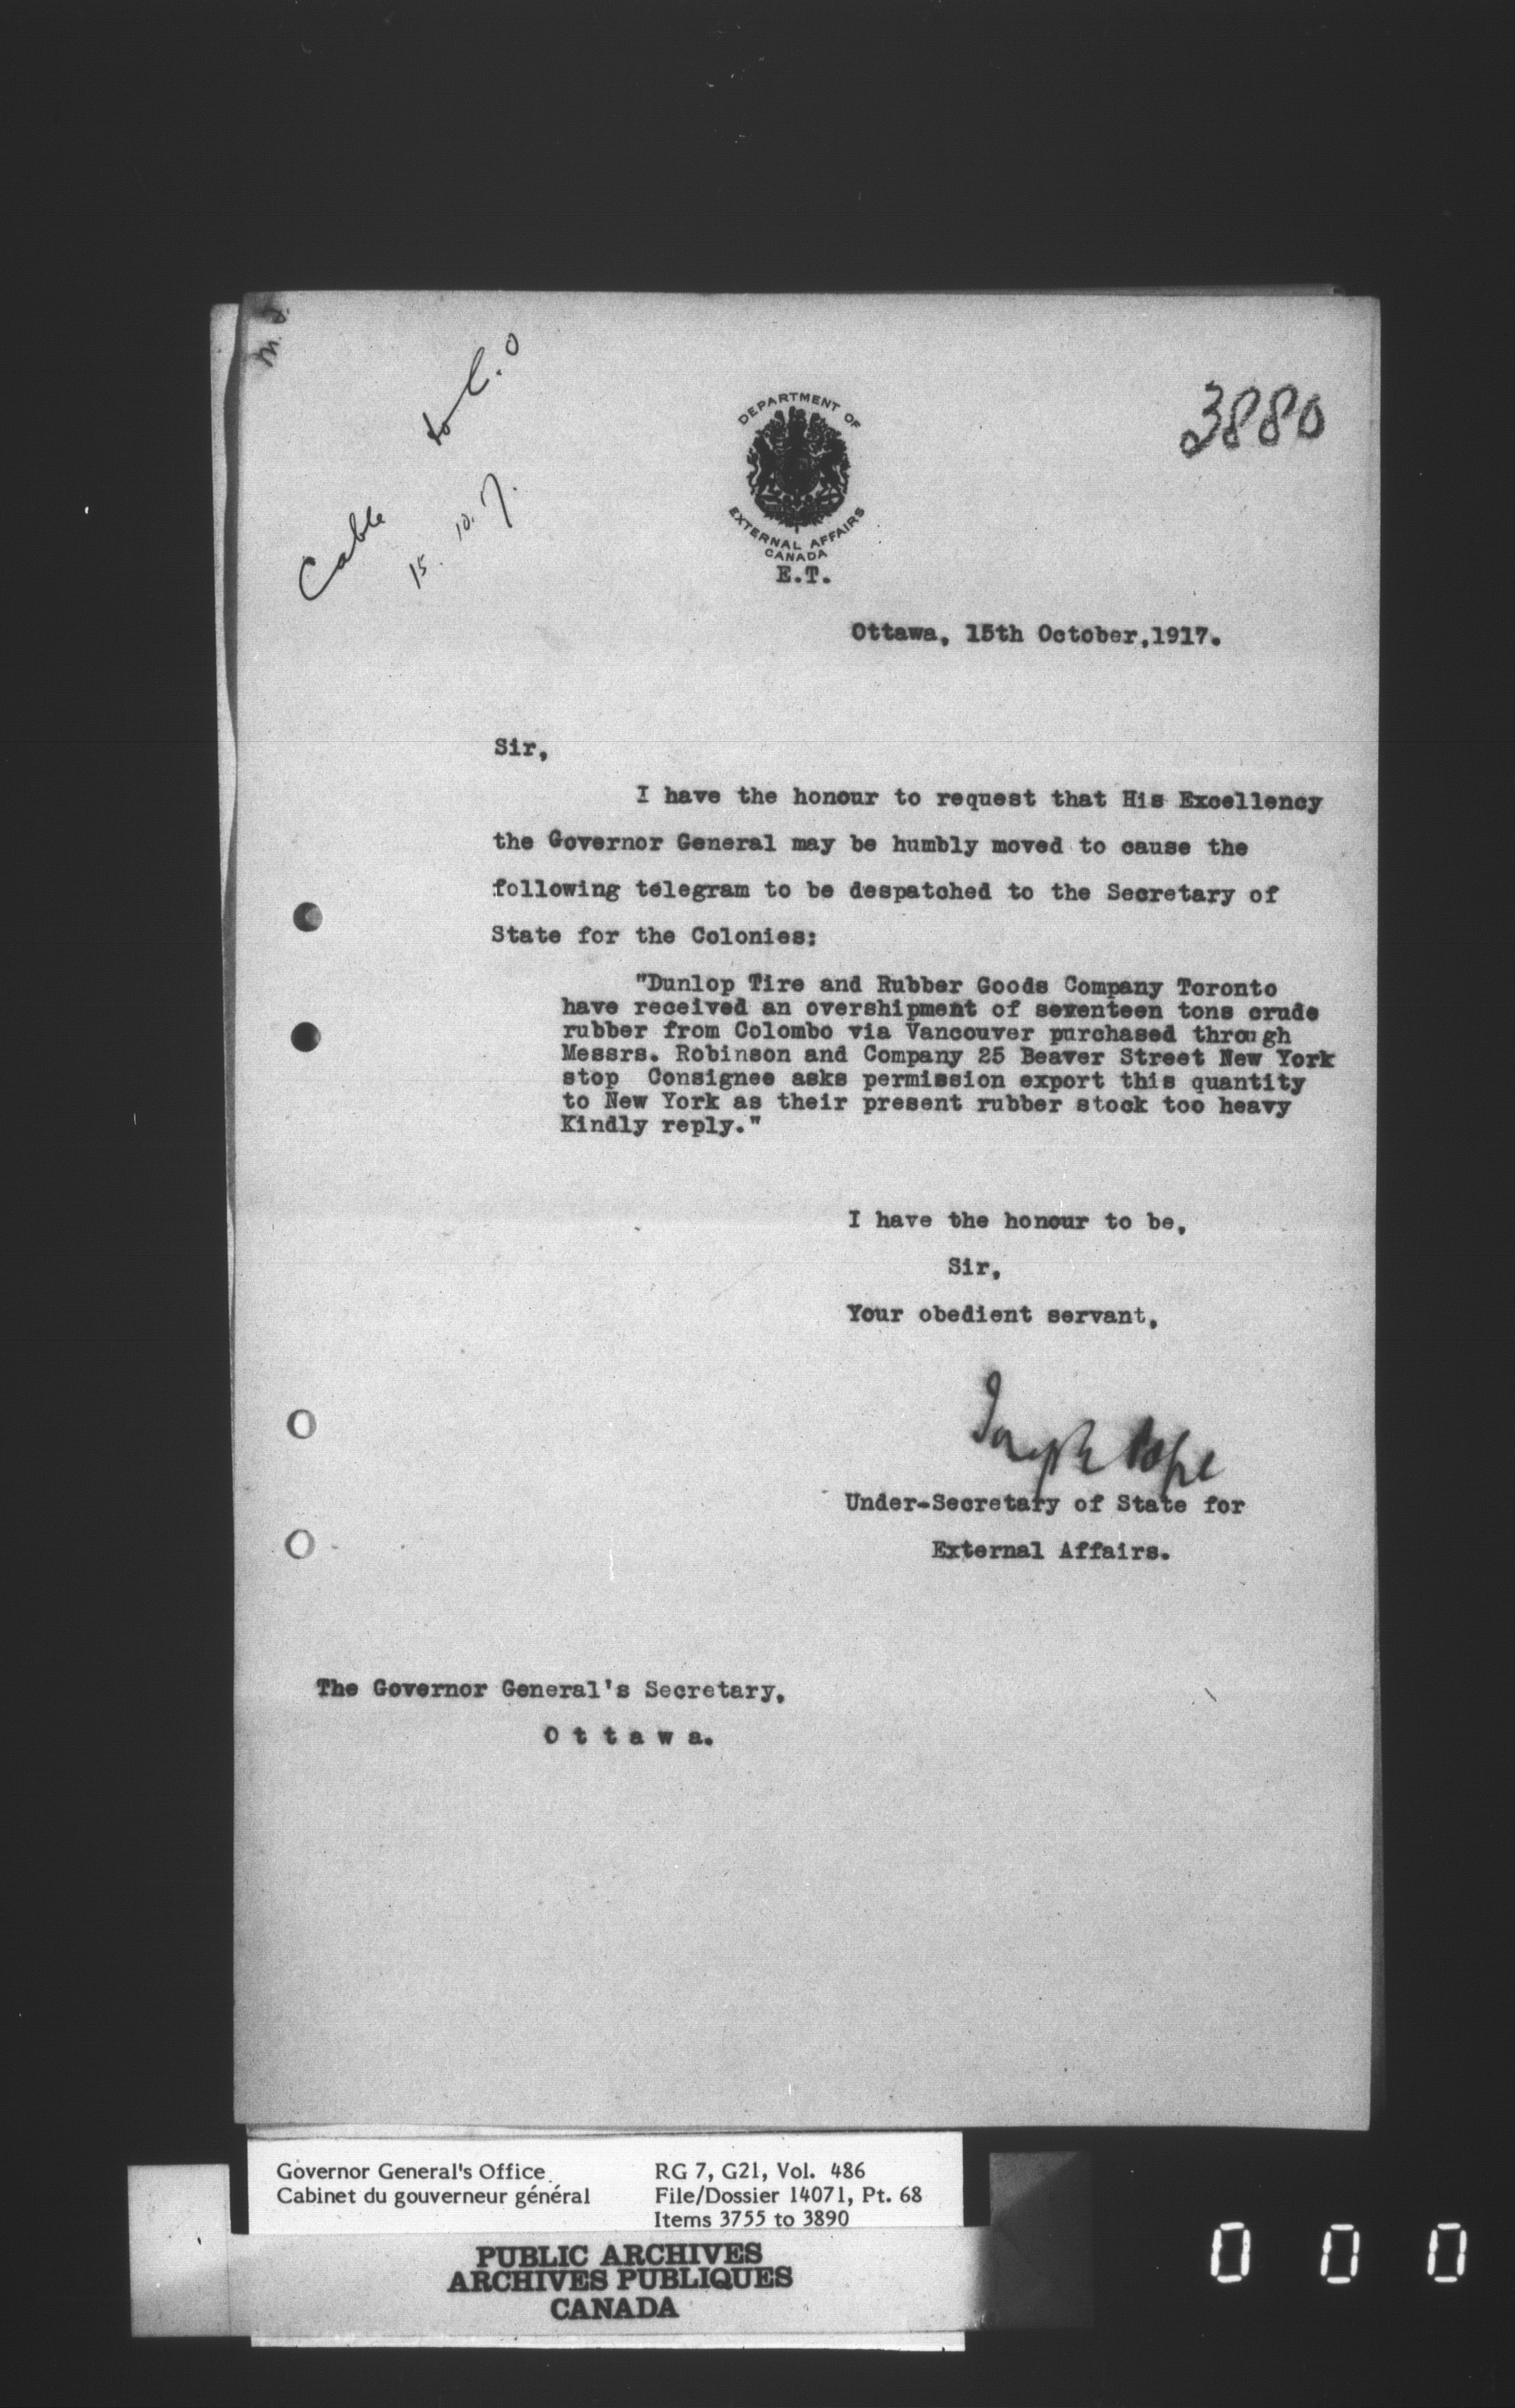 M.S.
Cable to C.O
15.10.7.
3880
DEPARTMENT OF
EXTERNAL AFFAIRS
CANADA
E.T.
Ottawa, 15th October,1917.
Sir,
I have the honour to request that His Excellency
the Governor General may be humbly moved to cause the
following telegram to be despatched to the Secretary of
State for the Colonies:
"Dunlop Tire and Rubber Goods Company Toronto
have received an overshipment of seventeen tons crude
rubber from Colombo via Vancouver purchased through
Messrs. Robinson and Company 25 Beaver Street New York
stop Consignee asks permission export this quantity
to New York as their present rubber stock too heavy
Kindly reply."
I have the honour to be,
Sir,
Your obedient servant,
Joseph Pope
Under-Secretary of State for
External Affairs.
The Governor General's Secretary,
O t t a w a.
Governor General's Office
Cabinet du gouverneur général
RG 7, G21, Vol. 486
File/Dossier 14071, Pt. 68
Items 3755 to 3890
PUBLIC ARCHIVES
ARCHIVES PUBLIQUES
CANADA
0 0 0